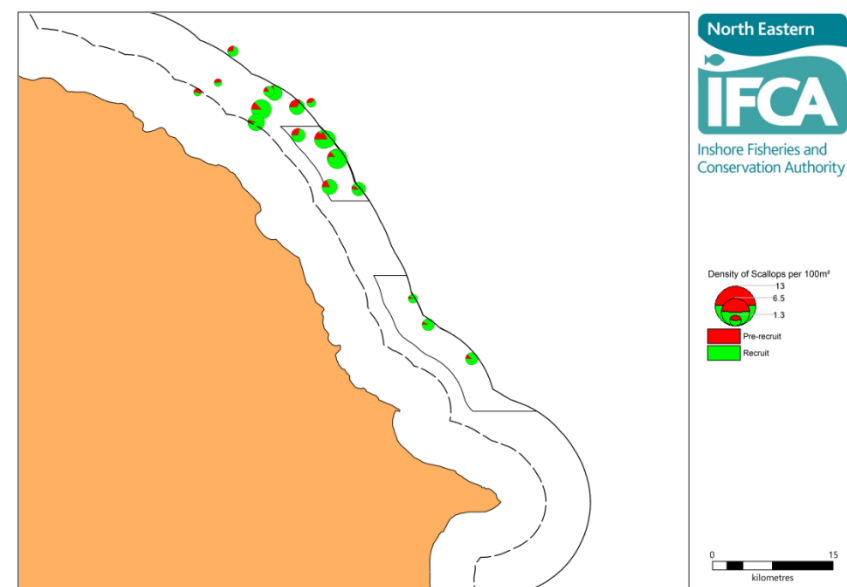 North Eastern
IFCA
Inshore Fisheries and
Conservation Authority
Density of Scallops per 100m²
13
6.5
1.3
Pre-recruit
Recruit
0 15
kilometres